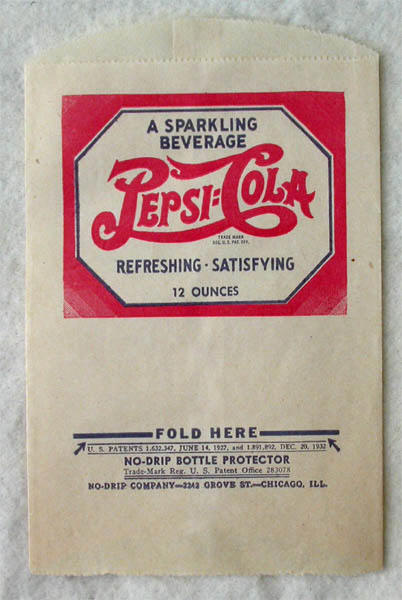 A SPARKLING
BEVERAGE
PEPSI=COLA
TRADE MARK
REG. U.S. PAT. OFF.
REFRESHING · SATISFYING
12 OUNCES
FOLD HERE
U. S. PATENTS 1,632,347, JUNE 14, 1927, and 1,891,892, DEC. 20, 1932
NO-DRIP BOTTLE PROTECTOR
Trade-Mark Reg. U. S. Patent Office 283078
NO-DRIP COMPANY—2242 GROVE ST.—CHICAGO, ILL.